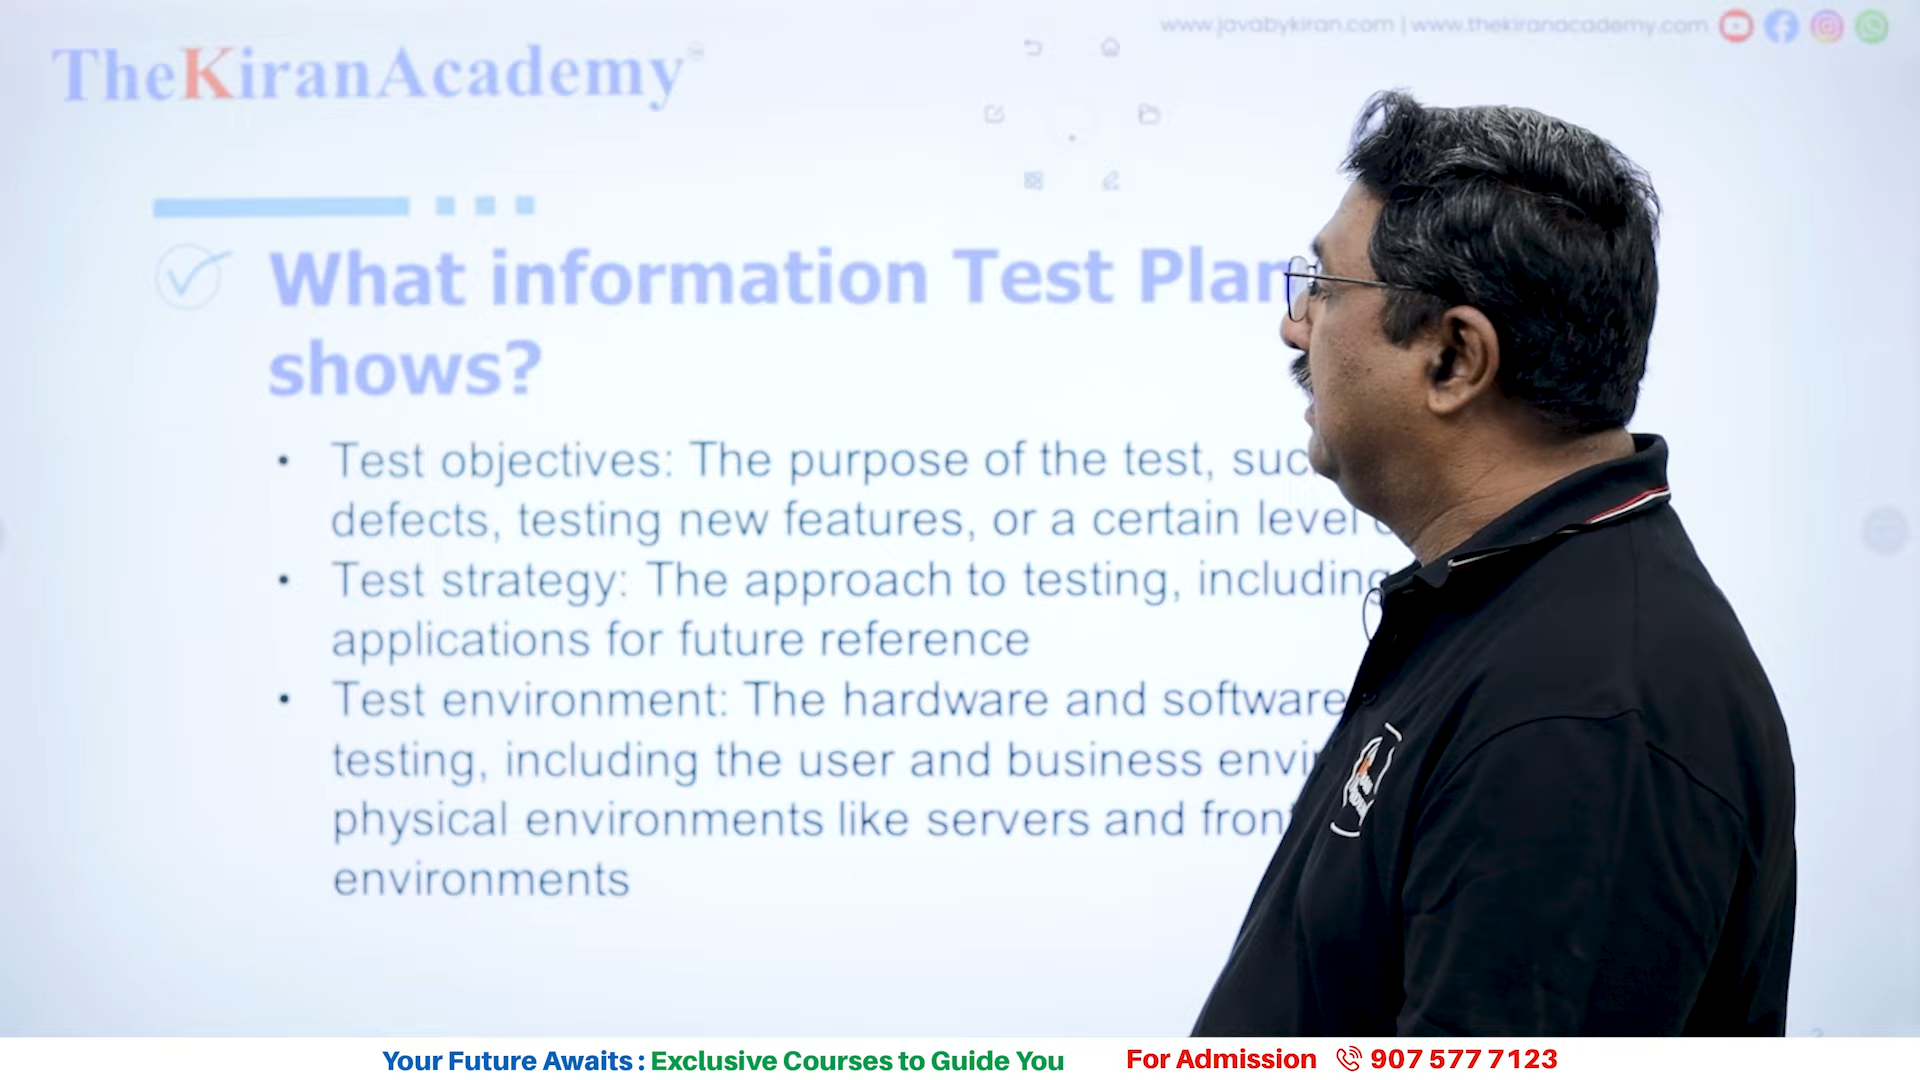 www.javabykiran.com | www.thekiranacademy.com
TheKiranAcademy
What information Test Plan
shows?
• Test objectives: The purpose of the test,
defects, testing new features, or a certain level
• Test strategy: The approach to testing, including
applications for future reference
• Test environment: The hardware and software
testing, including the user and business
physical environments like servers and
environments
Your Future Awaits : Exclusive Courses to Guide You
For Admission 907 577 7123